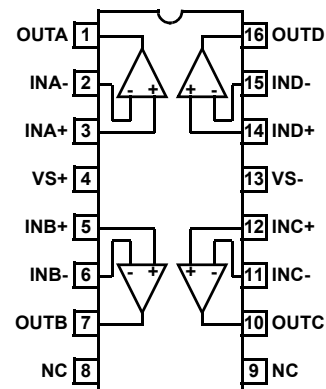 OUTA 1 16 OUTD
INA- 2 - + + - 15 IND-
INA+ 3 14 IND+
VS+ 4 13 VS-
INB+ 5 12 INC+
INB- 6 - + + - 11 INC-
OUTB 7 10 OUTC
NC 8 9 NC